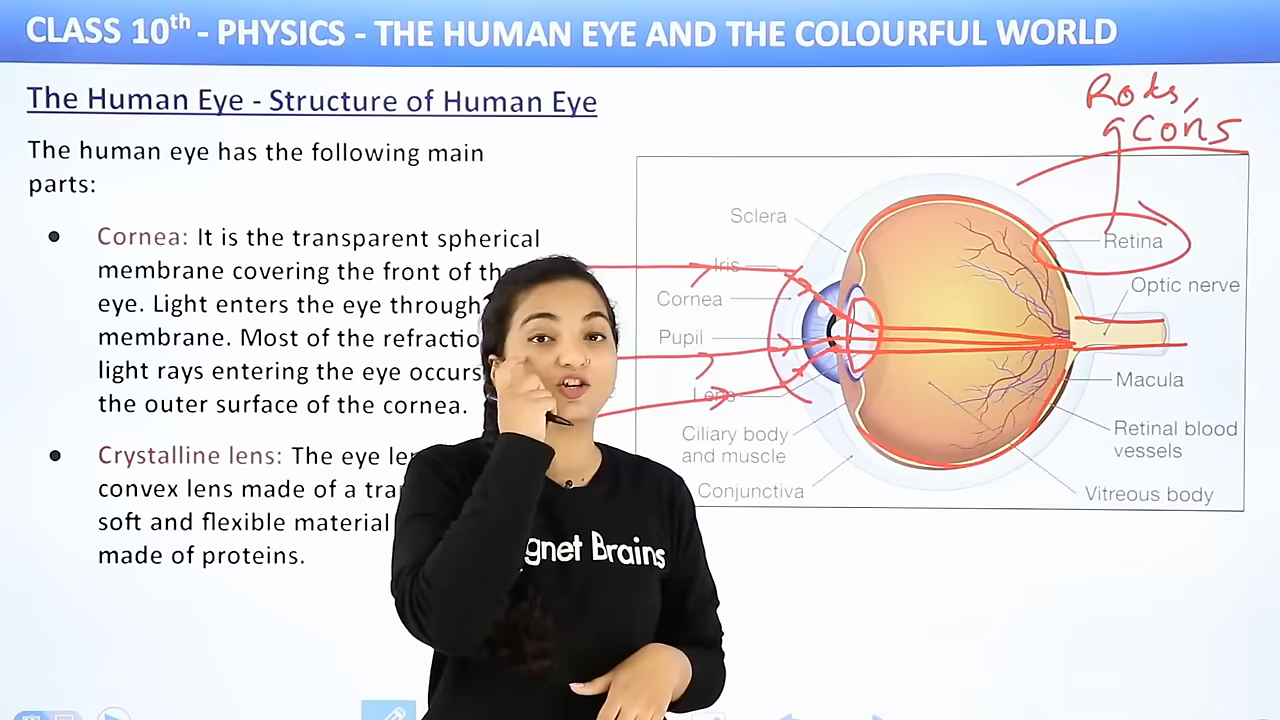 CLASS 10th - PHYSICS - THE HUMAN EYE AND THE COLOURFUL WORLD
The Human Eye - Structure of Human Eye
The human eye has the following main
parts:
● Cornea: It is the transparent spherical
membrane covering the front of the
eye. Light enters the eye through
membrane. Most of the refractio
light rays entering the eye occurs
the outer surface of the cornea.
● Crystalline lens: The eye le
convex lens made of a tra
soft and flexible material
made of proteins.
Rods,
Cons
Sclera
Iris
Cornea
Pupil
Lens
Ciliary body
and muscle
Conjunctiva
Retina
Optic nerve
Macula
Retinal blood
vessels
Vitreous body
gnet Brains